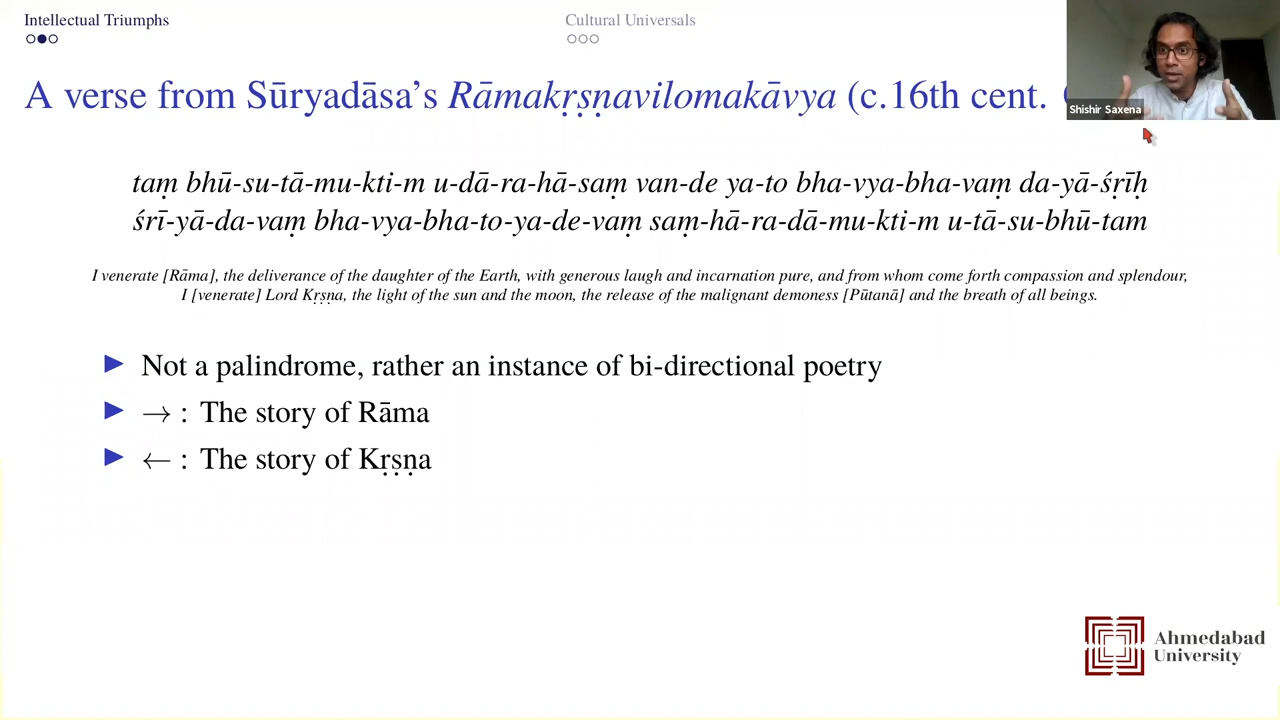 Intellectual Triumphs
Cultural Universals
Shishir Saxena
A verse from Sūryadāsa's Rāmakṛṣṇavilomakāvya (c.16th cent.
taṃ bhū-su-tā-mu-kti-m u-dā-ra-hā-saṃ van-de ya-to bha-vya-bha-vaṃ da-yā-śṛīḥ
śrī-yā-da-vaṃ bha-vya-bha-to-ya-de-vaṃ saṃ-hā-ra-dā-mu-kti-m u-tā-su-bhū-tam
I venerate [Rāma], the deliverance of the daughter of the Earth, with generous laugh and incarnation pure, and from whom come forth compassion and splendour,
I [venerate] Lord Kṛṣṇa, the light of the sun and the moon, the release of the malignant demoness [Pūtanā] and the breath of all beings.
▶ Not a palindrome, rather an instance of bi-directional poetry
▶ → : The story of Rāma
▶ ← : The story of Kṛṣṇa
Ahmedabad
University